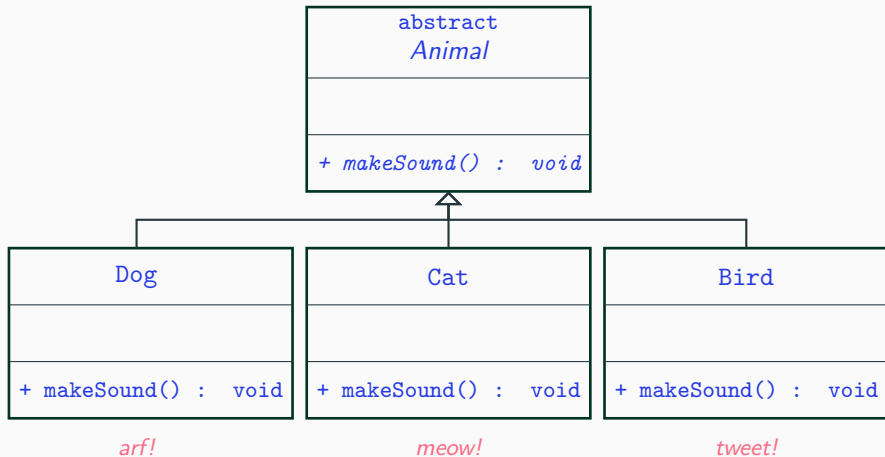 abstract
Animal
+ makeSound() : void
Dog
Cat
Bird
+ makeSound() : void
+ makeSound() : void
+ makeSound() : void
arf!
meow!
tweet!